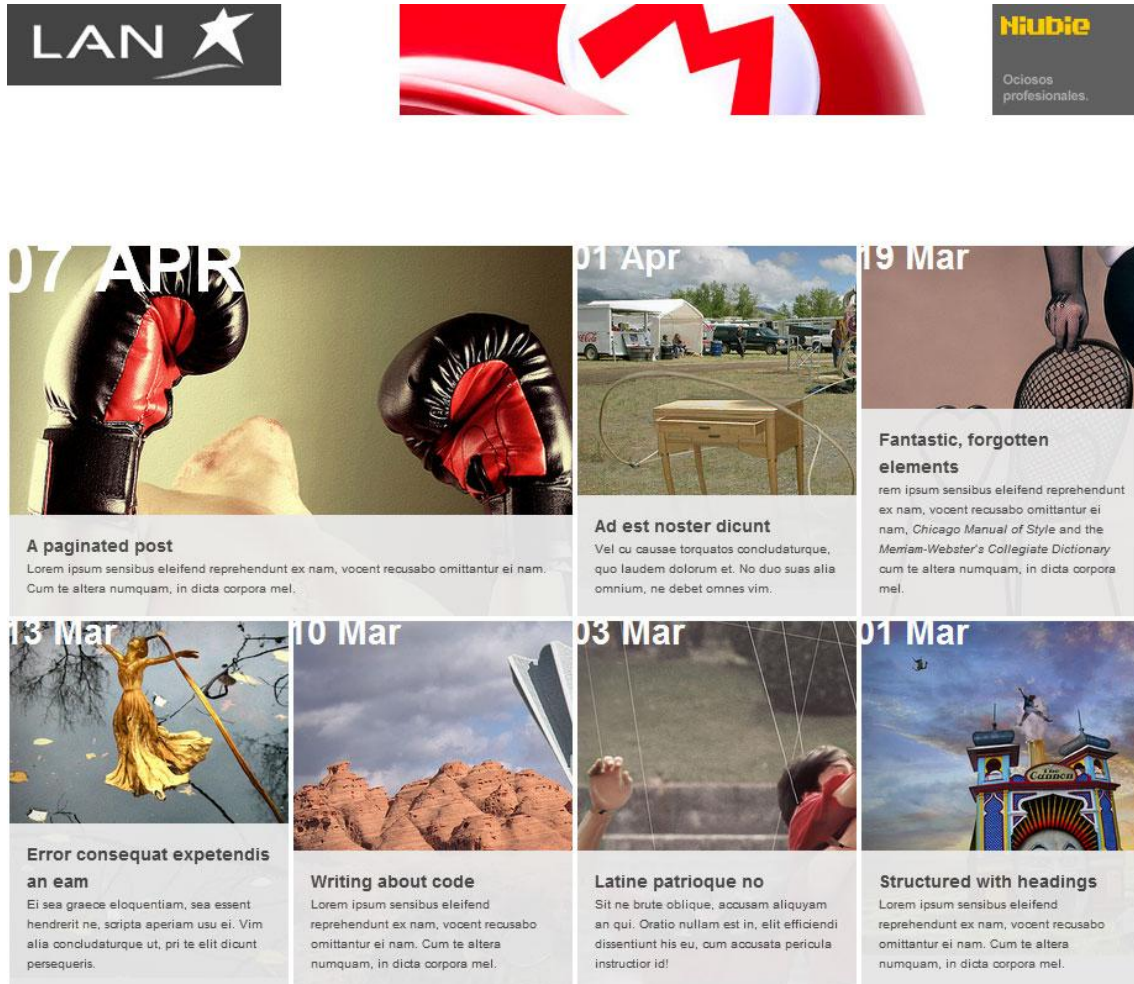 LAN
Niubie
Ociosos
profesionales.
07 APR
A paginated post
Lorem ipsum sensibus eleifend reprehendunt ex nam, vocent recusabo omittantur ei nam.
Cum te altera numquam, in dicta corpora mel.
01 Apr
Coca-Cola
Ad est noster dicunt
Vel cu causae torquatos concludaturque,
quo laudem dolorum et. No duo suas alia
omnium, ne debet omnes vim.
19 Mar
Fantastic, forgotten
elements
rem ipsum sensibus eleifend reprehendunt
ex nam, vocent recusabo omittantur ei
nam, Chicago Manual of Style and the
Merriam-Webster's Collegiate Dictionary
cum te altera numquam, in dicta corpora
mel.
13 Mar
Error consequat expetendis
an eam
Ei sea graece eloquentiam, sea essent
hendrerit ne, scripta aperiam usu ei. Vim
alia concludaturque ut, pri te elit dicunt
persequeris.
10 Mar
Writing about code
Lorem ipsum sensibus eleifend
reprehendunt ex nam, vocent recusabo
omittantur ei nam. Cum te altera
numquam, in dicta corpora mel.
03 Mar
Latine patrioque no
Sit ne brute oblique, accusam aliquyam
an qui. Oratio nullam est in, elit efficiendi
dissentiunt his eu, cum accusata pericula
instructior id!
01 Mar
The
Cannon
Structured with headings
Lorem ipsum sensibus eleifend
reprehendunt ex nam, vocent recusabo
omittantur ei nam. Cum te altera
numquam, in dicta corpora mel.